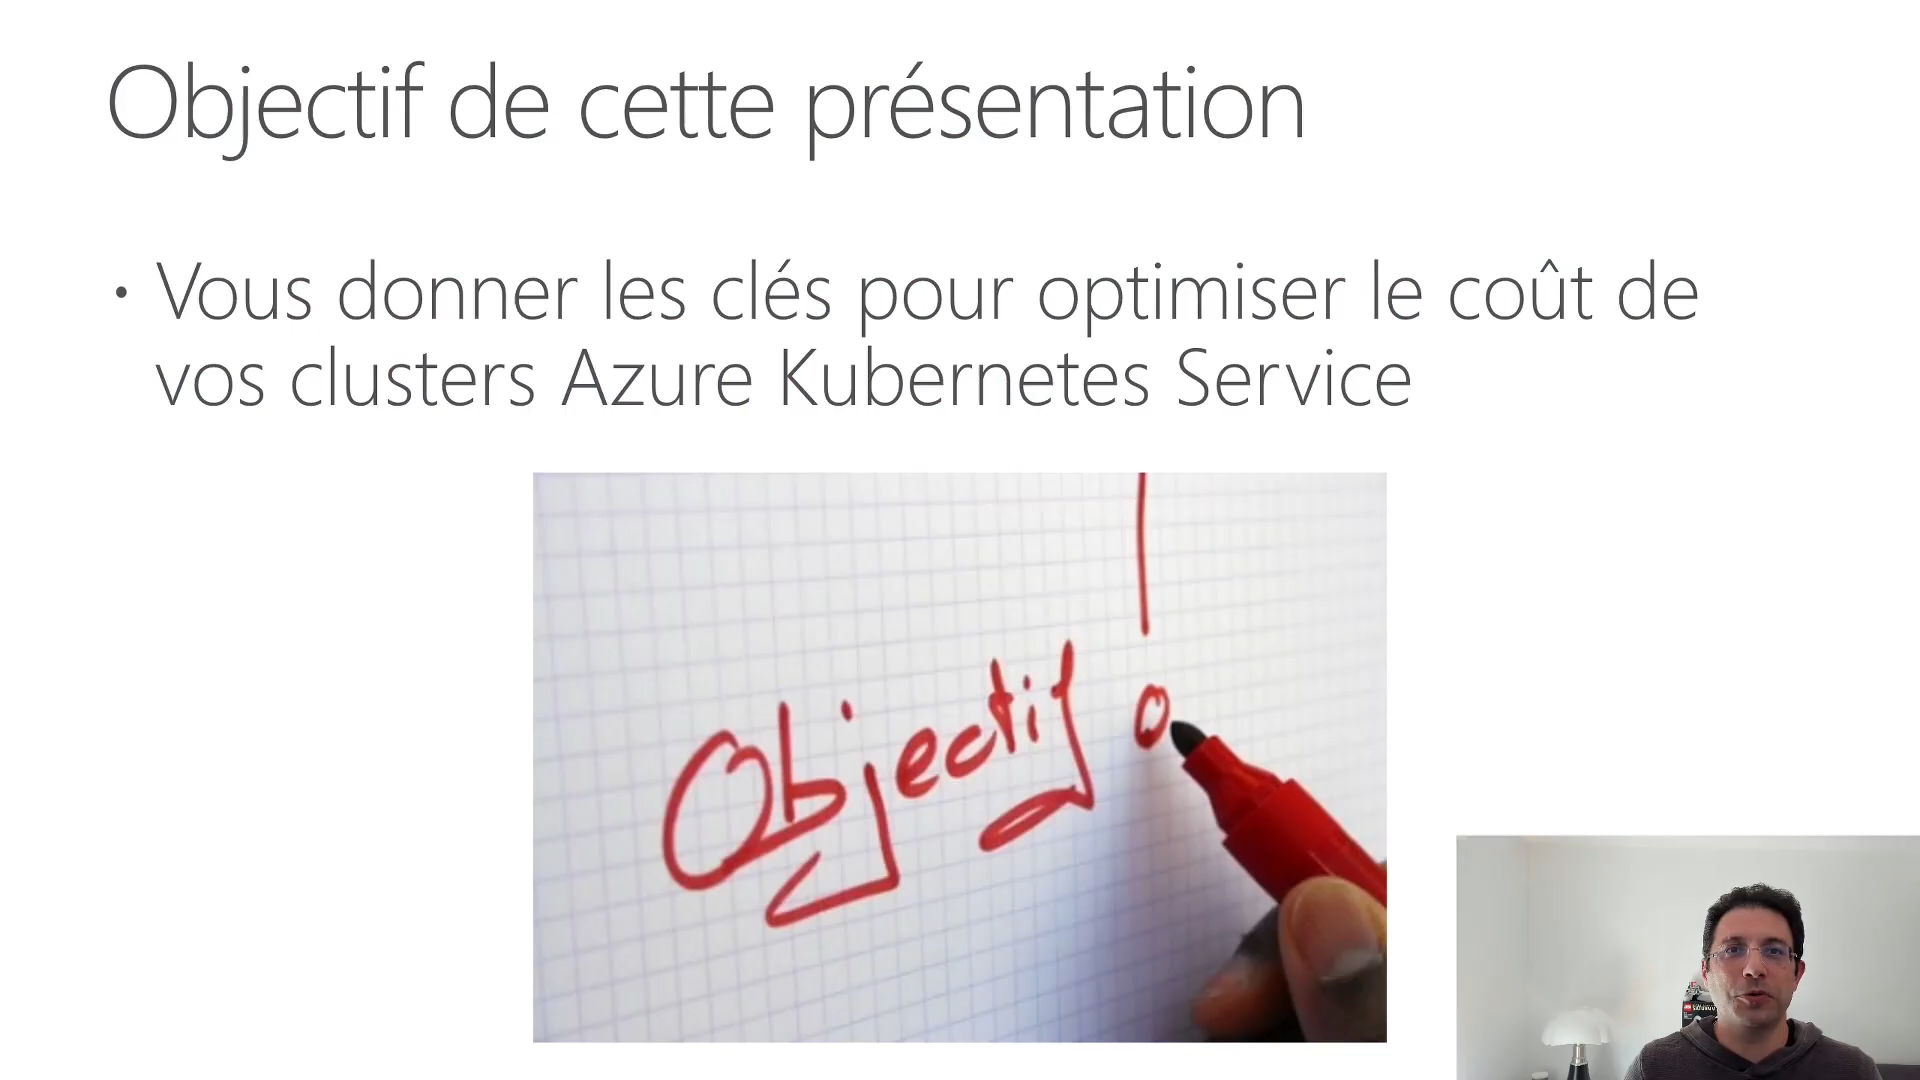 Objectif de cette présentation
• Vous donner les clés pour optimiser le coût de
vos clusters Azure Kubernetes Service
Objectif